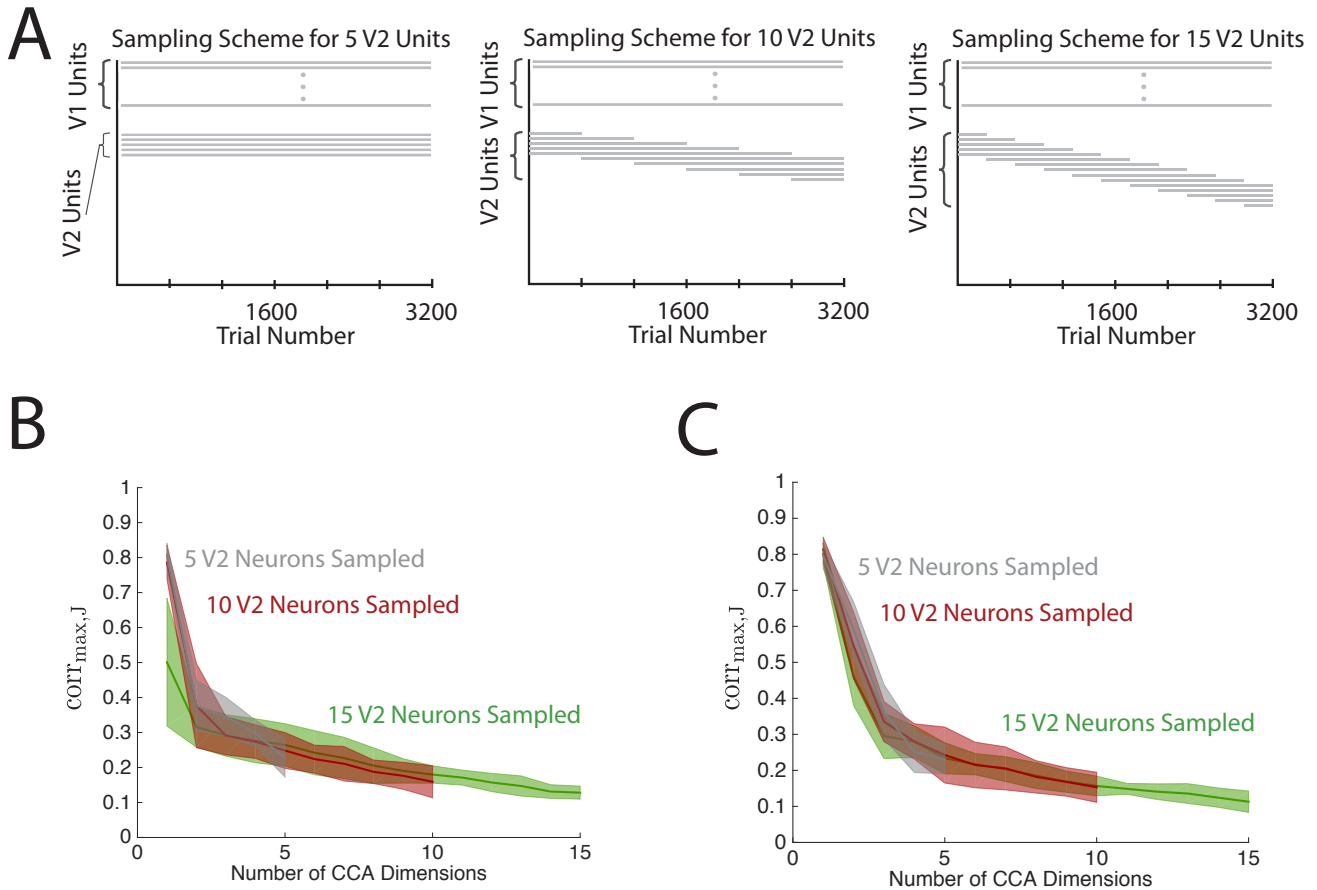 A
Sampling Scheme for 5 V2 Units
Sampling Scheme for 10 V2 Units
Sampling Scheme for 15 V2 Units
V1 Units
V2 Units
1600
3200
Trial Number
V1 Units
V2 Units
1600
3200
Trial Number
V1 Units
V2 Units
1600
3200
Trial Number
B
1
0.9
0.8
0.7
0.6
0.5
0.4
0.3
0.2
0.1
0
corr max,J
5 V2 Neurons Sampled
10 V2 Neurons Sampled
15 V2 Neurons Sampled
0
5
10
15
Number of CCA Dimensions
C
1
0.9
0.8
0.7
0.6
0.5
0.4
0.3
0.2
0.1
0
corr max,J
5 V2 Neurons Sampled
10 V2 Neurons Sampled
15 V2 Neurons Sampled
0
5
10
15
Number of CCA Dimensions